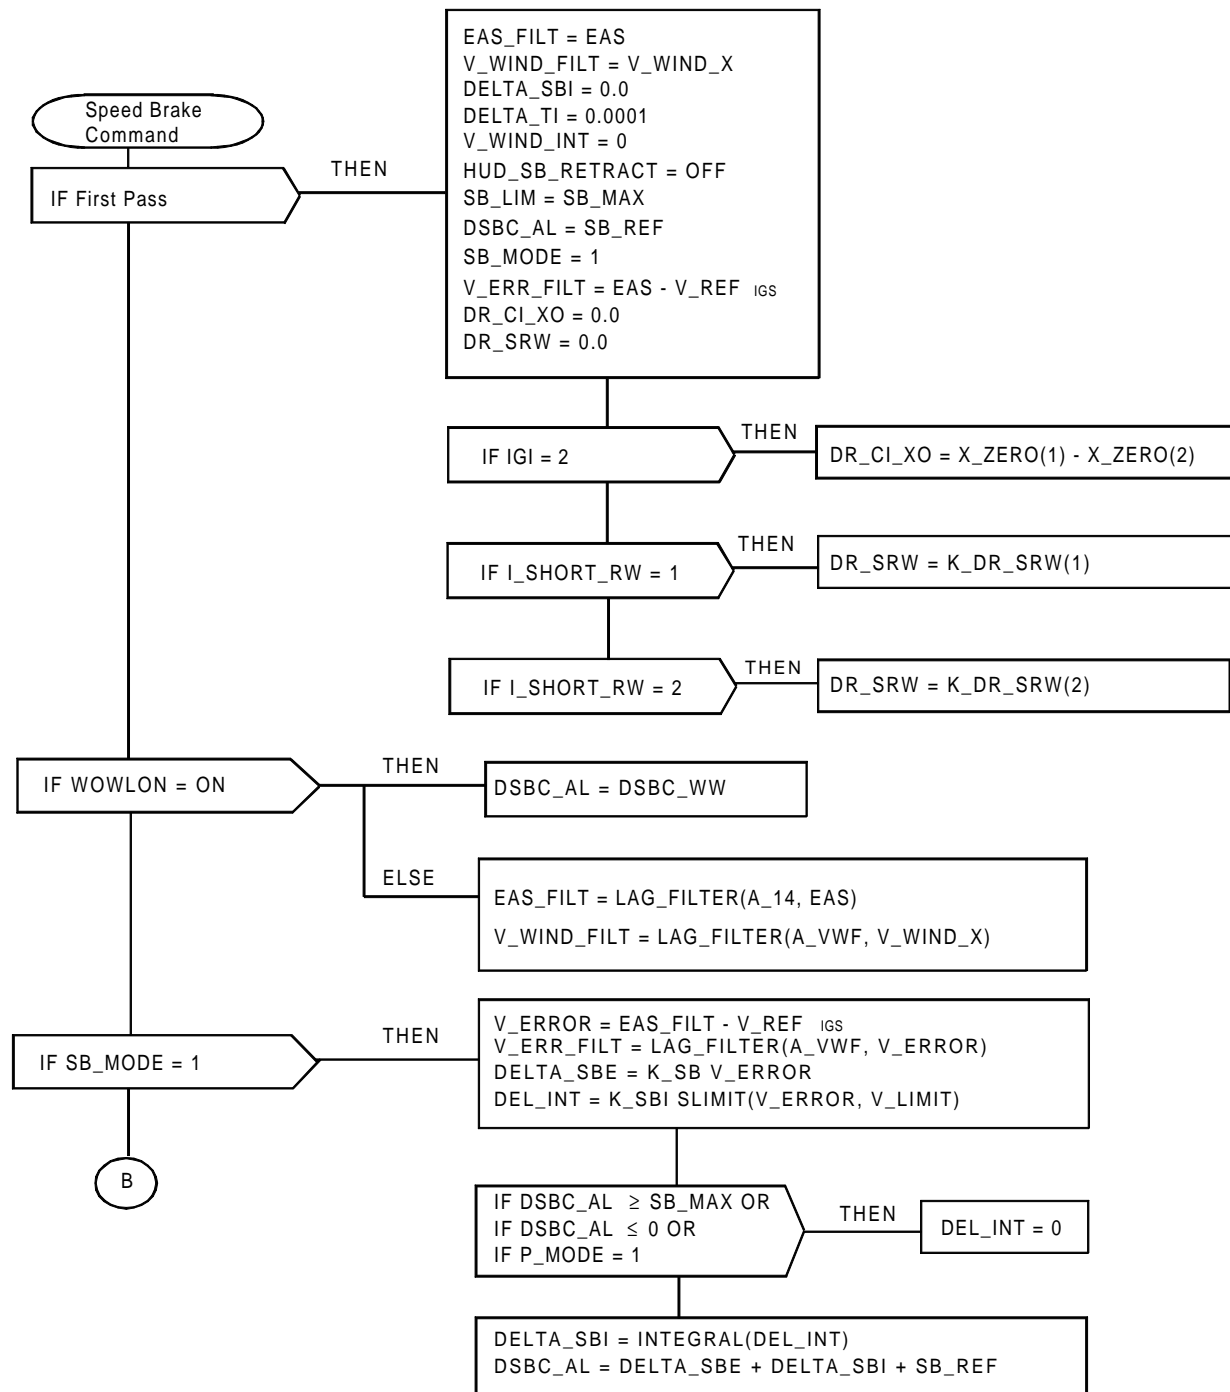 Speed Brake
Command
IF First Pass
THEN
EAS_FILT = EAS
V_WIND_FILT = V_WIND_X
DELTA_SBI = 0.0
DELTA_TI = 0.0001
V_WIND_INT = 0
HUD_SB_RETRACT = OFF
SB_LIM = SB_MAX
DSBC_AL = SB_REF
SB_MODE = 1
V_ERR_FILT = EAS - V_REF IGS
DR_CI_XO = 0.0
DR_SRW = 0.0
IF IGI = 2
THEN
DR_CI_XO = X_ZERO(1) - X_ZERO(2)
IF I_SHORT_RW = 1
THEN
DR_SRW = K_DR_SRW(1)
IF I_SHORT_RW = 2
THEN
DR_SRW = K_DR_SRW(2)
IF WOWLON = ON
THEN
DSBC_AL = DSBC_WW
ELSE
EAS_FILT = LAG_FILTER(A_14, EAS)
V_WIND_FILT = LAG_FILTER(A_VWF, V_WIND_X)
IF SB_MODE = 1
THEN
V_ERROR = EAS_FILT - V_REF IGS
V_ERR_FILT = LAG_FILTER(A_VWF, V_ERROR)
DELTA_SBE = K_SB V_ERROR
DEL_INT = K_SBI SLIMIT(V_ERROR, V_LIMIT)
B
IF DSBC_AL ≥ SB_MAX OR
IF DSBC_AL ≤ 0 OR
IF P_MODE = 1
THEN
DEL_INT = 0
DELTA_SBI = INTEGRAL(DEL_INT)
DSBC_AL = DELTA_SBE + DELTA_SBI + SB_REF